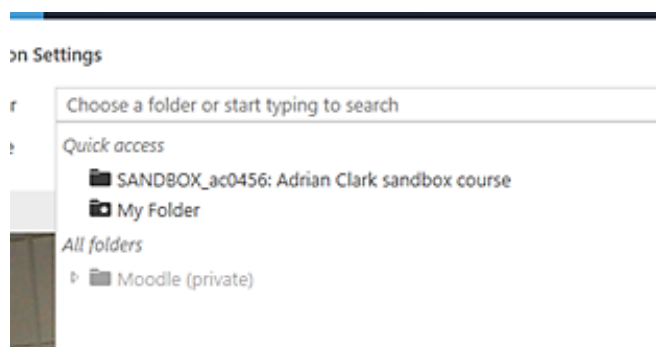 on Settings
r
Choose a folder or start typing to search
e
Quick access
SANDBOX_ac0456: Adrian Clark sandbox course
My Folder
All folders
Moodle (private)